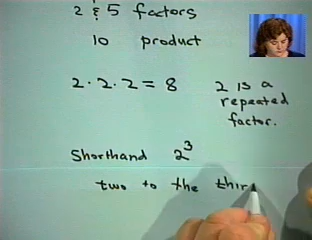 2 & 5 factors
10 product
2 · 2 · 2 = 8
2 is a
repeated
factor.
Shorthand 2³
two to the thir